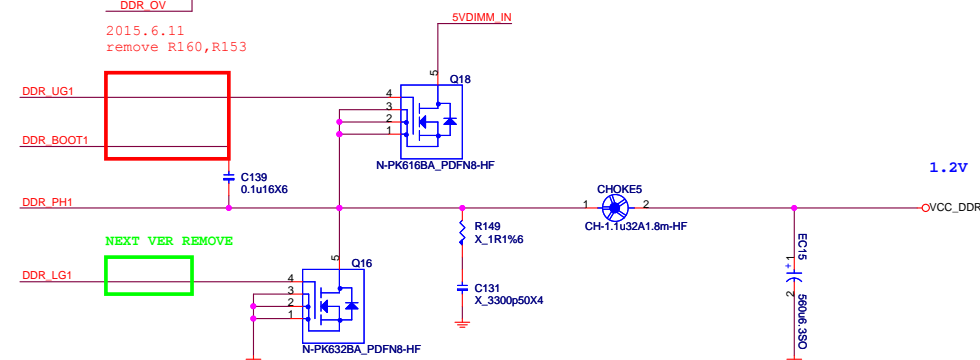 DDR_OV
2015.6.11
remove R160,R153
5VDIMM_IN
5
Q18
DDR_UG1
4
3
2
1
DDR_BOOT1
N-PK616BA_PDFN8-HF
C139
0.1u16X6
1.2V
DDR_PH1
CHOKE5
1
2
CH-1.1u32A1.8m-HF
VCC_DDR
R149
X_1R1%6
NEXT VER REMOVE
5
Q16
DDR_LG1
4
3
2
1
C131
X_3300p50X4
N-PK632BA_PDFN8-HF
EC15
1
+
2
560u6.3SO